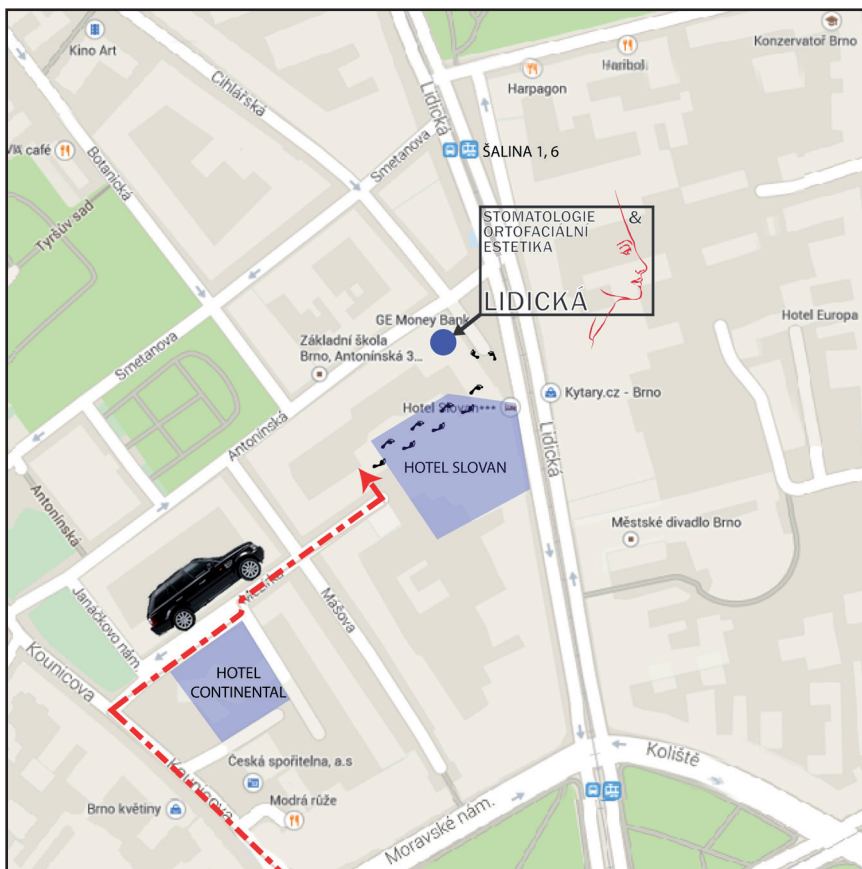 Kino Art
Konzervatoř Brno
Haribol
Cihlářská
Harpagon
Lidická
café
Smetanova
ŠALINA 1, 6
Botanická
Tyršův sad
STOMATOLOGIE &
ORTOFACIÁLNÍ
ESTETIKA
LIDICKÁ
GE Money Bank
Hotel Europa
Základní škola
Brno, Antonínská 3...
Smetanova
Kytary.cz - Brno
Hotel Slovan***
Antonínská
Lidická
HOTEL SLOVAN
Antonínská
Městské divadlo Brno
Janáčkovo nám.
Mášova
Kounicova
HOTEL
CONTINENTAL
Koliště
Česká spořitelna, a.s
Kounicova
Modrá růže
Brno květiny
Moravské nám.